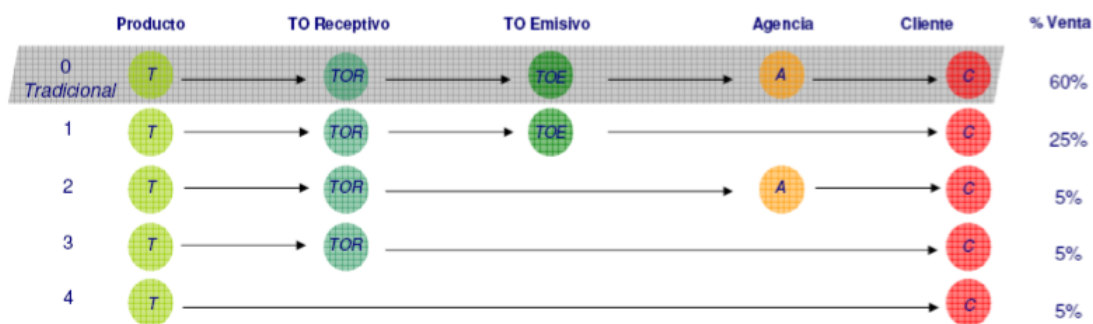 Producto TO Receptivo TO Emisivo Agencia Cliente % Venta
0 T TOR TOE A C 60%
Tradicional
1 T TOR TOE C 25%
2 T TOR A C 5%
3 T TOR C 5%
4 T C 5%